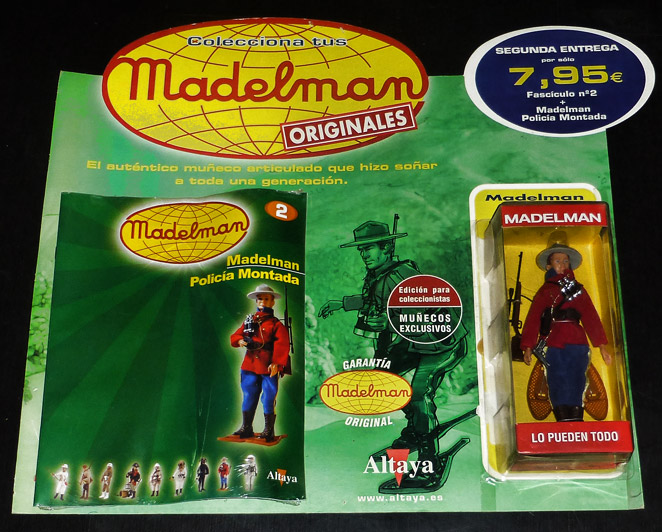 Colecciona tus
Madelman
ORIGINALES
SEGUNDA ENTREGA
por sólo
7,95€
Fascículo nº2
+
Madelman
Policía Montada
El auténtico muñeco articulado que hizo soñar
a toda una generación.
2
Madelman
Madelman
Policía Montada
Altaya
Edición para
coleccionistas
MUÑECOS
EXCLUSIVOS
GARANTÍA
Madelman
ORIGINAL
Altaya
www.altaya.es
Madelman
MADELMAN
LO PUEDEN TODO